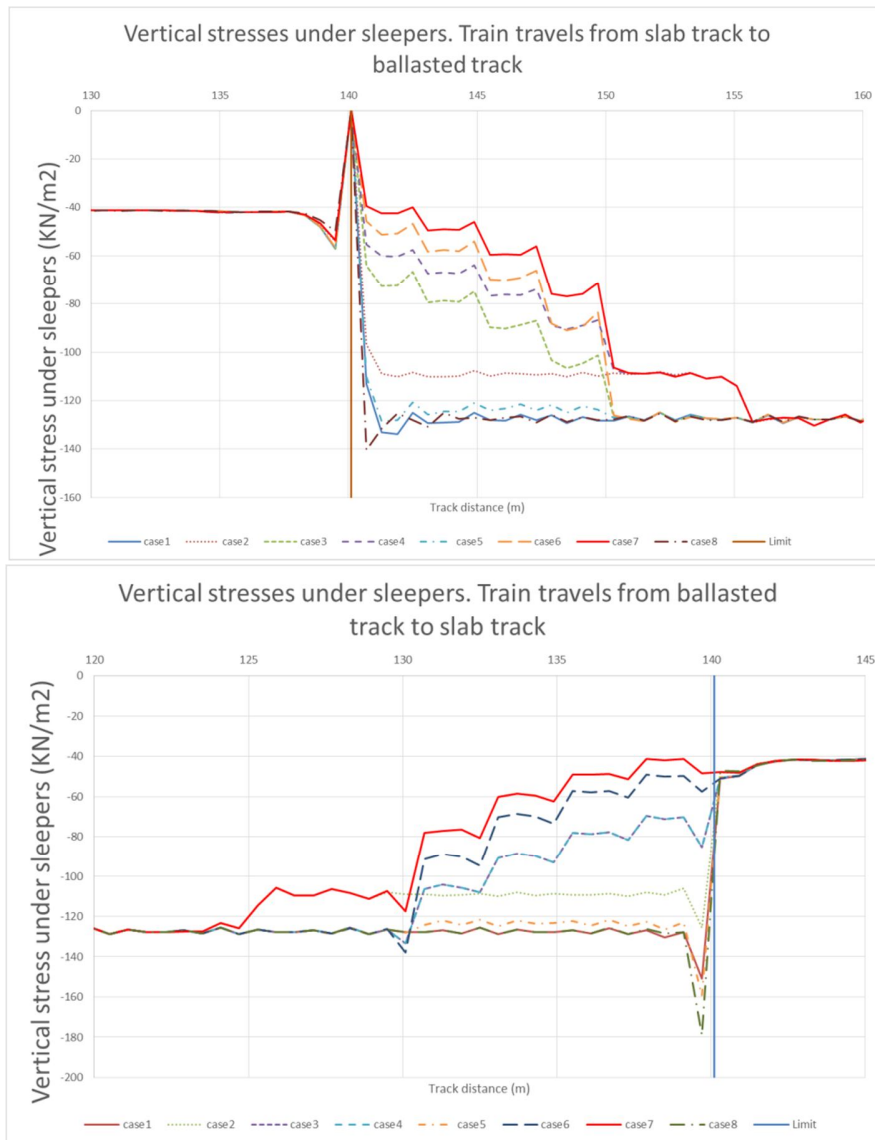 Vertical stresses under sleepers. Train travels from slab track to
ballasted track
130 135 140 145 150 155 160
0
-20
-40
-60
-80
-100
-120
-140
-160
Vertical stress under sleepers (KN/m2)
Track distance (m)
case1 case2 case3 case4 case5 case6 case7 case8 Limit
Vertical stresses under sleepers. Train travels from ballasted
track to slab track
120 125 130 135 140 145
0
-20
-40
-60
-80
-100
-120
-140
-160
-180
-200
Vertical stress under sleepers (KN/m2)
Track distance (m)
case1 case2 case3 case4 case5 case6 case7 case8 Limit